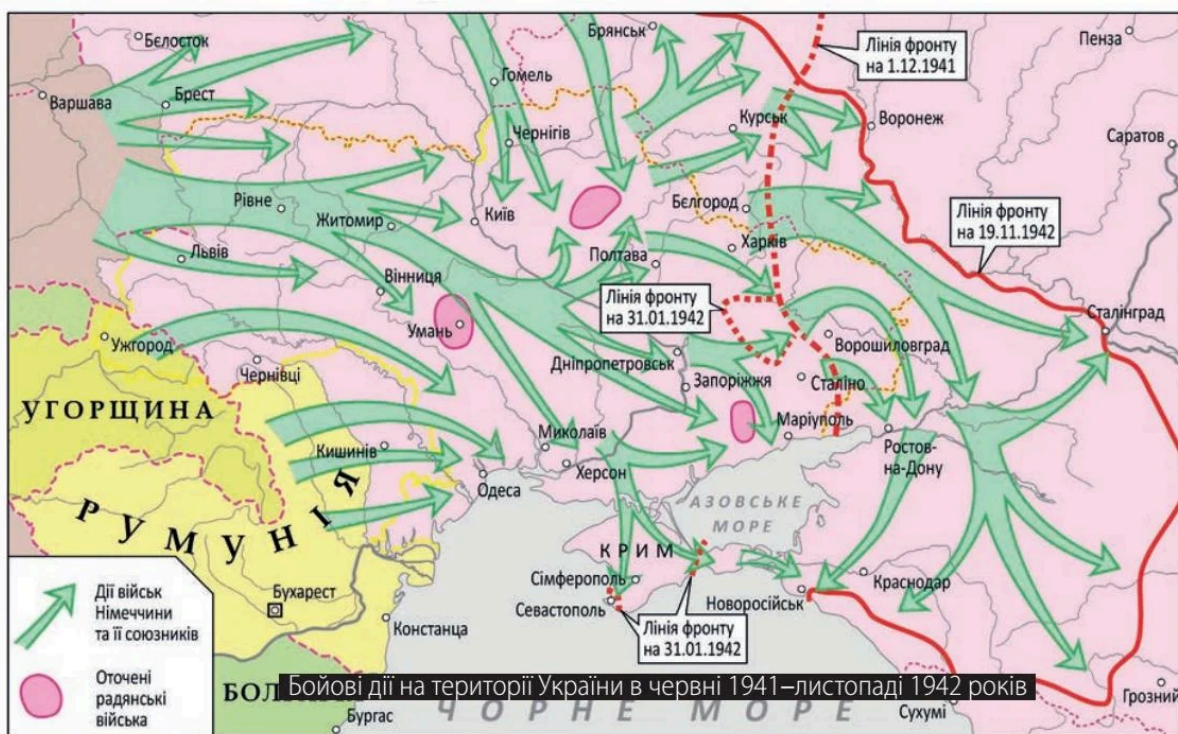 Бєлосток
Брянськ
Лінія фронту
на 1.12.1941
Пенза
Гомель
Варшава
Брест
Чернігів
Курськ
Воронеж
Саратов
Рівне
Житомир
Київ
Бєлгород
Лінія фронту
на 19.11.1942
Львів
Полтава
Харків
Вінниця
Лінія фронту
на 31.01.1942
Сталінград
Умань
Ужгород
Чернівці
Дніпропетровськ
Ворошиловград
Запоріжжя
Сталіно
УГОРЩИНА
Маріуполь
Миколаїв
Кишинів
Херсон
Ростов-
на-Дону
Одеса
РУМУНІЯ
АЗОВСЬКЕ
МОРЕ
КРИМ
Сімферополь
Краснодар
Севастополь
Новоросійськ
Бухарест
Констанца
Лінія фронту
на 31.01.1942
Дії військ
Німеччини
та її союзників
Оточені
радянські
війська
БОЛ
Бойові дії на території України в червні 1941–листопаді 1942 років
Грозний
Бургас
ЧОРНЕ МОРЕ
Сухумі